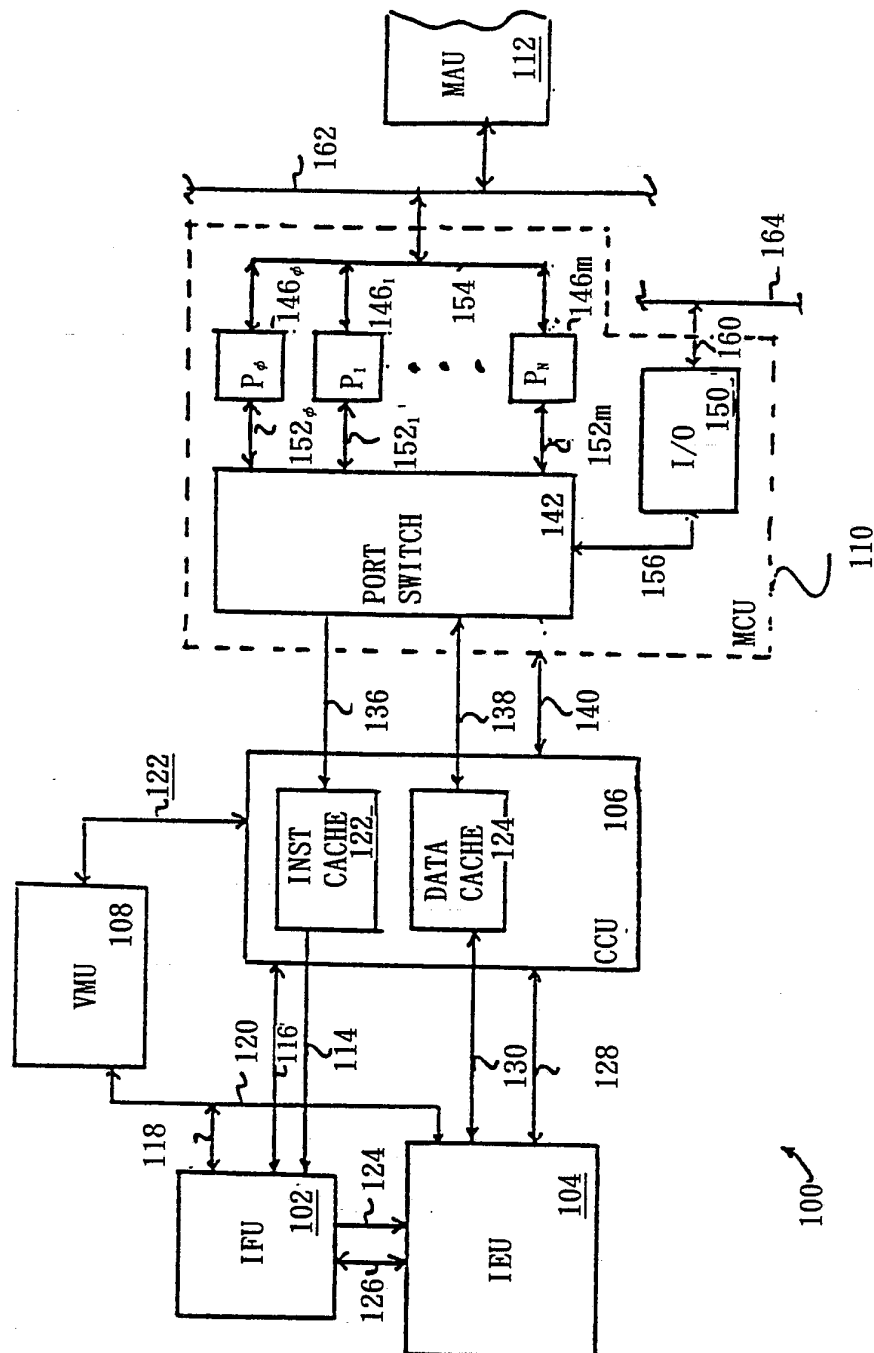 VMU
108
122
118
120
116
114
IFU
102
126
124
IEU
104
130
128
INST
CACHE
122
DATA
CACHE
124
CCU
106
136
138
140
PORT
SWITCH
142
152φ
152₁
152m
Pφ
P₁
Pₙ
146φ
146₁
146m
154
156
I/O
150
160
MCU
110
162
164
MAU
112
100